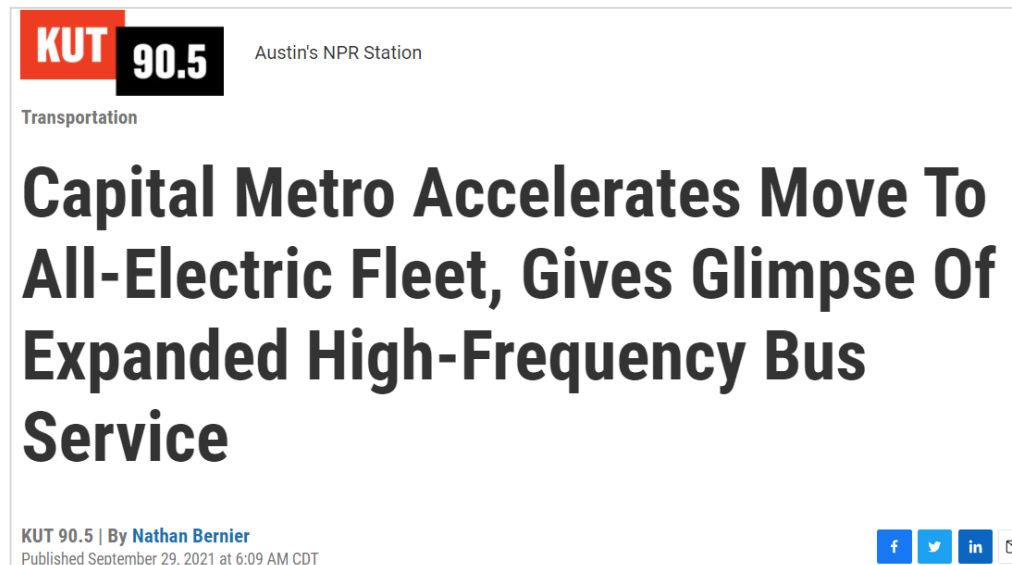 KUT
90.5
Austin's NPR Station
Transportation
Capital Metro Accelerates Move To
All-Electric Fleet, Gives Glimpse Of
Expanded High-Frequency Bus
Service
KUT 90.5 | By Nathan Bernier
Published September 29, 2021 at 6:09 AM CDT
f
in